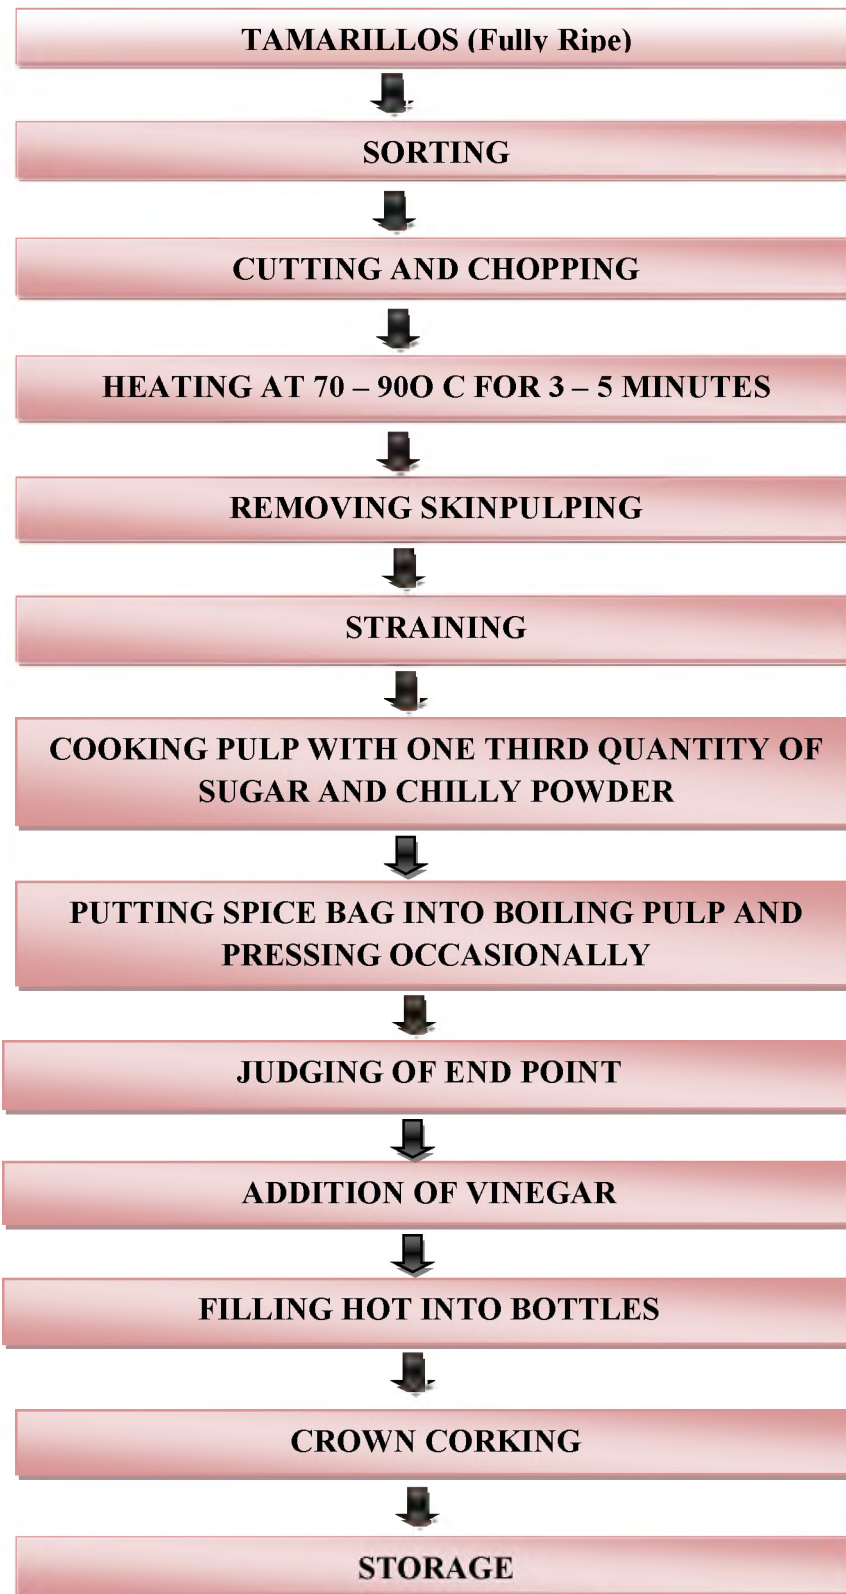 TAMARILLOS (Fully Ripe)
SORTING
CUTTING AND CHOPPING
HEATING AT 70 – 90O C FOR 3 – 5 MINUTES
REMOVING SKINPULPING
STRAINING
COOKING PULP WITH ONE THIRD QUANTITY OF
SUGAR AND CHILLY POWDER
PUTTING SPICE BAG INTO BOILING PULP AND
PRESSING OCCASIONALLY
JUDGING OF END POINT
ADDITION OF VINEGAR
FILLING HOT INTO BOTTLES
CROWN CORKING
STORAGE